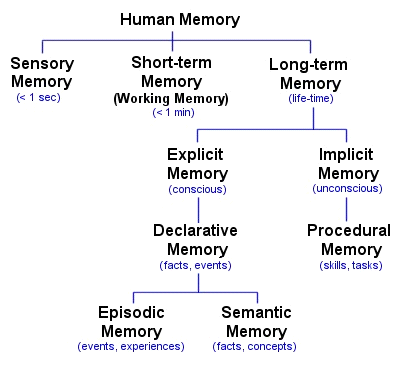 Human Memory
Sensory
Memory
(< 1 sec)
Short-term
Memory
(Working Memory)
(< 1 min)
Long-term
Memory
(life-time)
Explicit
Memory
(conscious)
Implicit
Memory
(unconscious)
Declarative
Memory
(facts, events)
Procedural
Memory
(skills, tasks)
Episodic
Memory
(events, experiences)
Semantic
Memory
(facts, concepts)